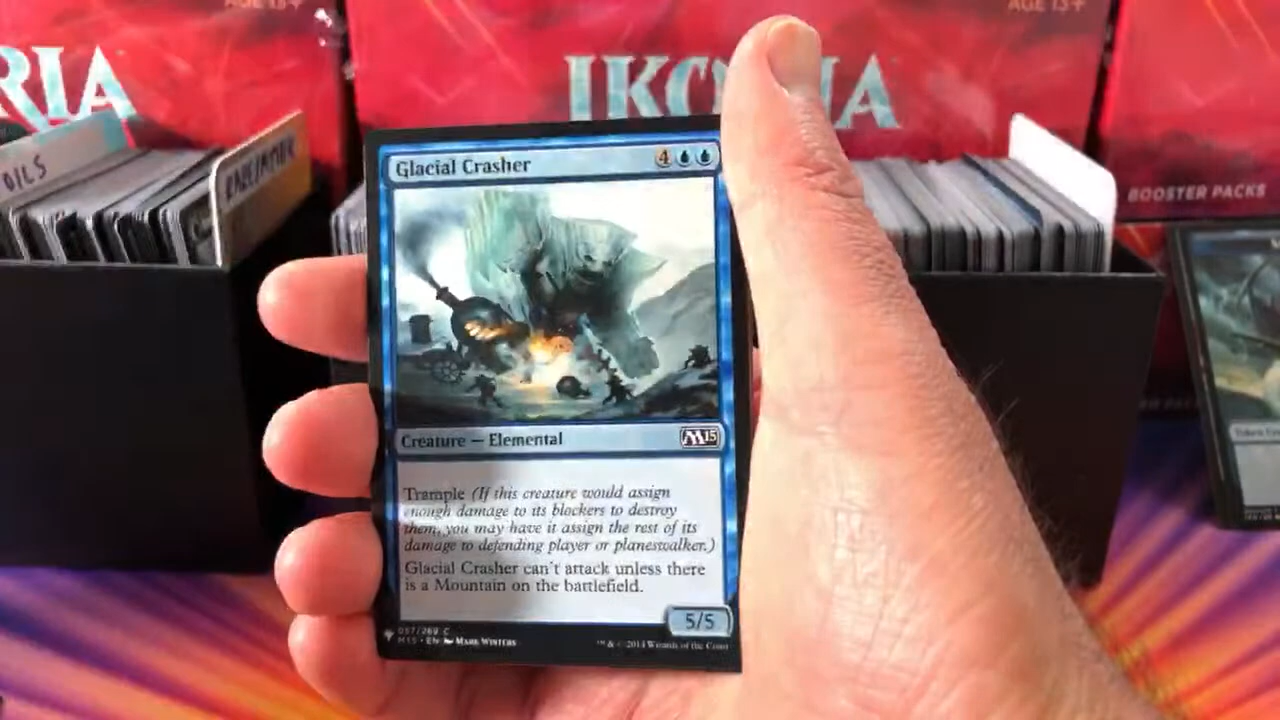 AGE 13+
AGE 13+
RIA
IKO IA
BOOSTER PACKS
OILS
Glacial Crasher
4
Creature — Elemental
M15
Trample (If this creature would assign
enough damage to its blockers to destroy
them, you may have it assign the rest of its
damage to defending player or planeswalker.)
Glacial Crasher can't attack unless there
is a Mountain on the battlefield.
5/5
057/269 C
M15 • EN Mark Winters
™ & © 2014 Wizards of the Coast